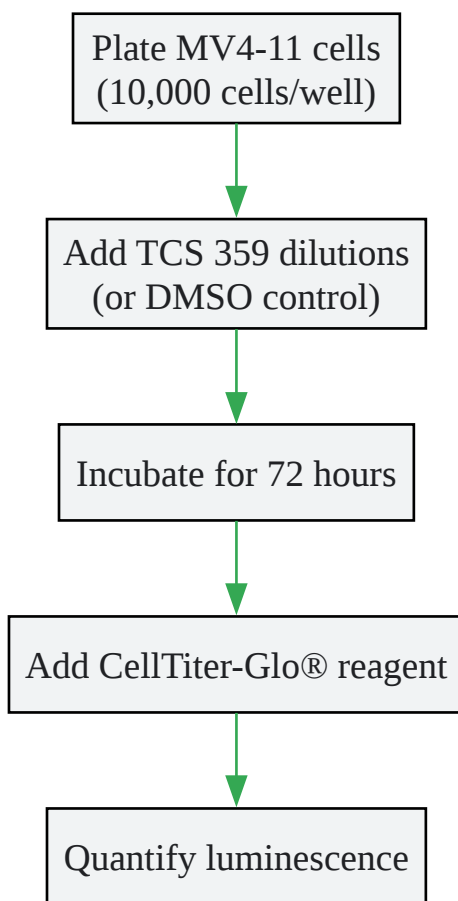 Plate MV4-11 cells
(10,000 cells/well)
Add TCS 359 dilutions
(or DMSO control)
Incubate for 72 hours
Add CellTiter-Glo® reagent
Quantify luminescence